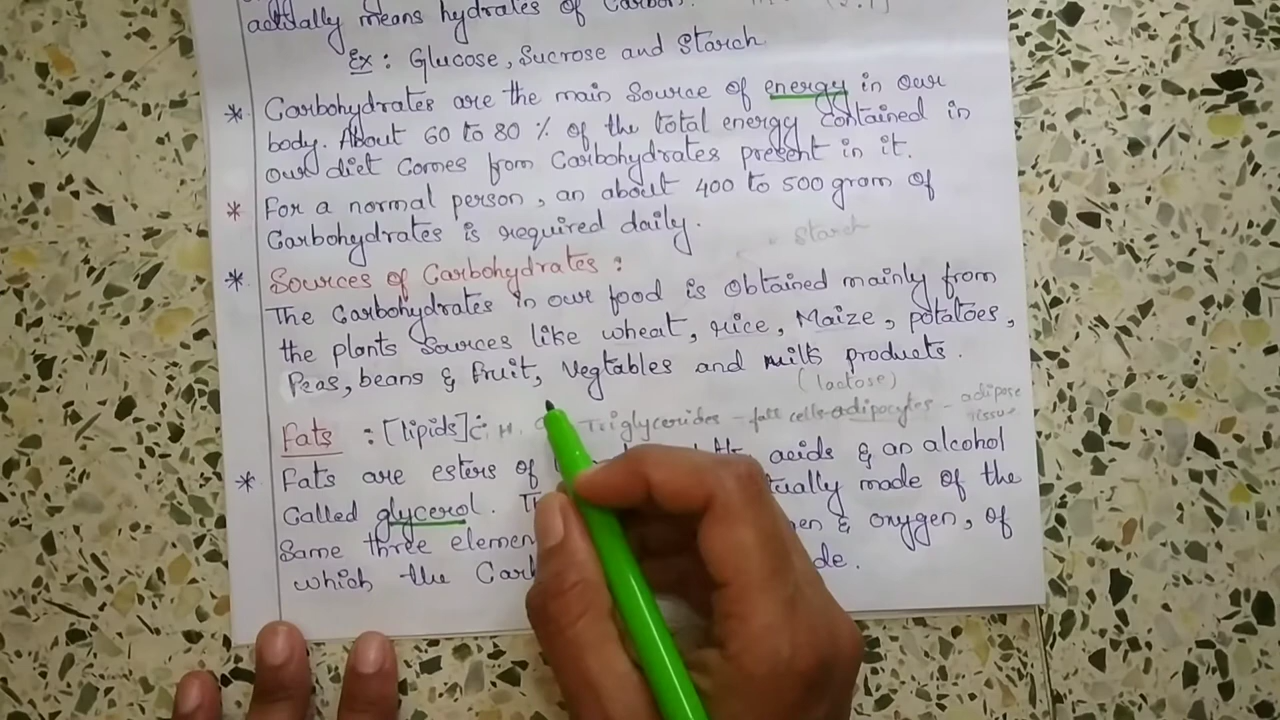 actually means hydrates of Carbon.
Ex : Glucose, Sucrose and Starch
* Carbohydrates are the main source of energy in our
body. About 60 to 80 % of the total energy contained in
our diet comes from Carbohydrates present in it.
* For a normal person, an about 400 to 500 gram of
Carbohydrates is required daily.
starch
* Sources of Carbohydrates :
The Carbohydrates in our food is obtained mainly from
the plants sources like wheat, rice, Maize, potatoes,
Peas, beans & fruit, Vegtables and milk products.
(lactose)
Fats : [lipids] : C, H, Triglycerides - fat cells - adipocytes - adipose
tissue
* Fats are esters of acids & an alcohol
Called glycerol. made of the
Same three & oxygen, of
which the